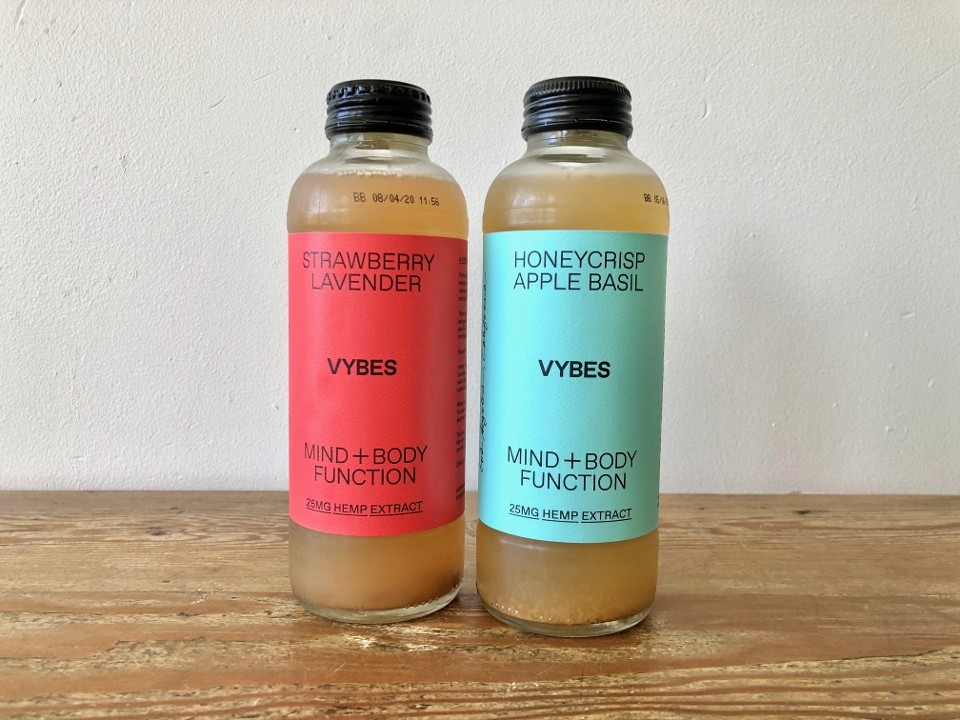 BB 08/04/20 11:56
STRAWBERRY
LAVENDER
VYBES
MIND + BODY
FUNCTION
25MG HEMP EXTRACT
BB
HONEYCRISP
APPLE BASIL
VYBES
MIND + BODY
FUNCTION
25MG HEMP EXTRACT